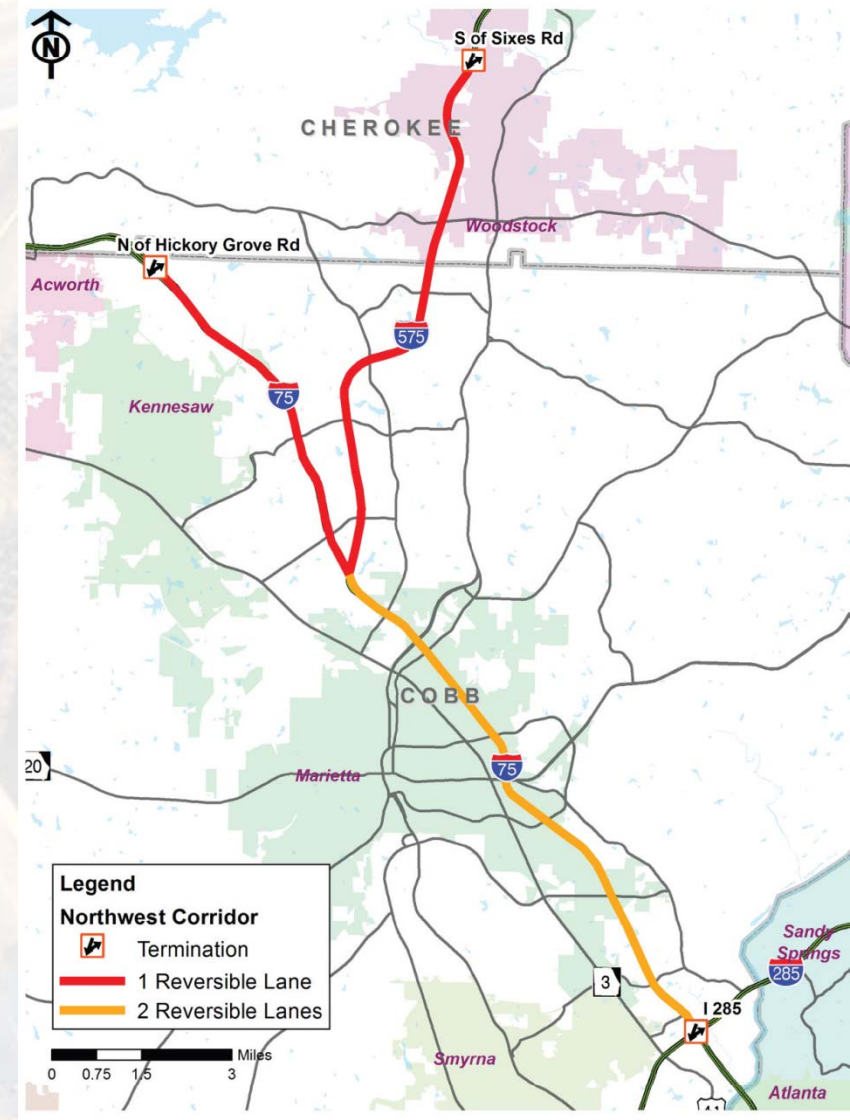 N
S of Sixes Rd
CHEROKEE
Woodstock
N of Hickory Grove Rd
Acworth
575
75
Kennesaw
COBB
75
20
Marietta
Legend
Northwest Corridor
Termination
1 Reversible Lane
2 Reversible Lanes
Sandy
Springs
285
3
I 285
Miles
0 0.75 1.5 3
Smyrna
Atlanta